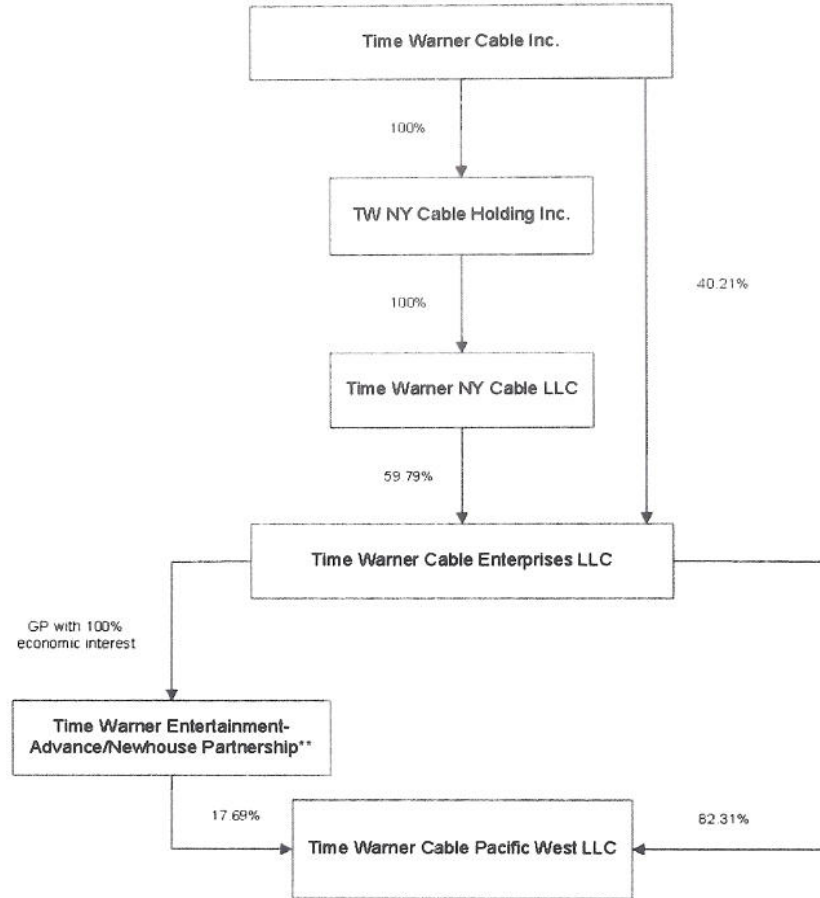 Time Warner Cable Inc.
100%
TW NY Cable Holding Inc.
40.21%
100%
Time Warner NY Cable LLC
59.79%
Time Warner Cable Enterprises LLC
GP with 100%
economic interest
Time Warner Entertainment-
Advance/Newhouse Partnership**
17.69%
82.31%
Time Warner Cable Pacific West LLC